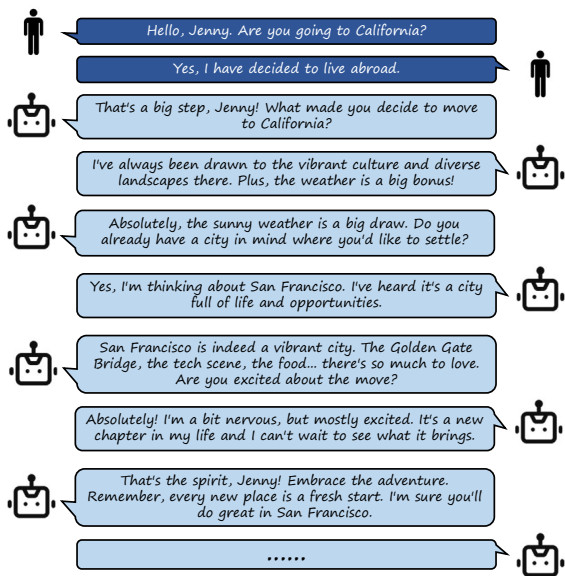 Hello, Jenny. Are you going to California?
Yes, I have decided to live abroad.
That's a big step, Jenny! What made you decide to move
to California?
I've always been drawn to the vibrant culture and diverse
landscapes there. Plus, the weather is a big bonus!
Absolutely, the sunny weather is a big draw. Do you
already have a city in mind where you'd like to settle?
Yes, I'm thinking about San Francisco. I've heard it's a city
full of life and opportunities.
San Francisco is indeed a vibrant city. The Golden Gate
Bridge, the tech scene, the food... there's so much to love.
Are you excited about the move?
Absolutely! I'm a bit nervous, but mostly excited. It's a new
chapter in my life and I can't wait to see what it brings.
That's the spirit, Jenny! Embrace the adventure.
Remember, every new place is a fresh start. I'm sure you'll
do great in San Francisco.
......